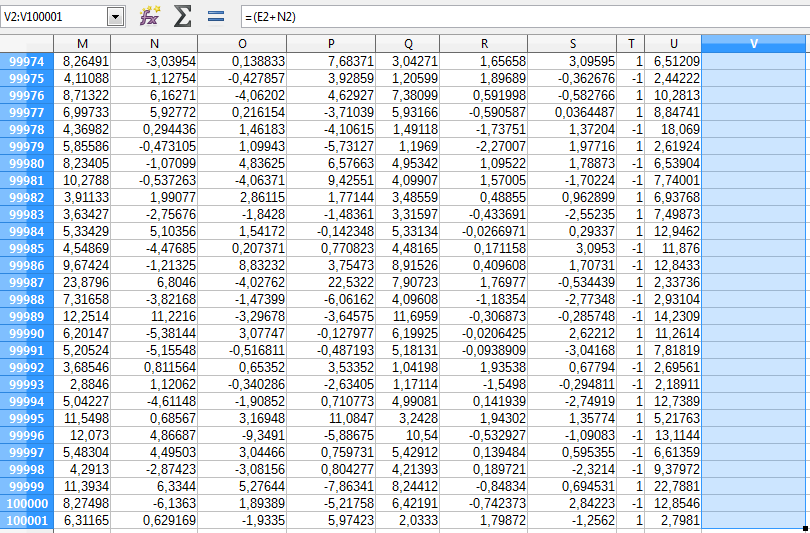 V2:V100001 fx Σ = =(E2+N2)
M N O P Q R S T U V
99974 8,26491 -3,03954 0,138833 7,68371 3,04271 1,65658 3,09595 1 6,51209
99975 4,11088 1,12754 -0,427857 3,92859 1,20599 1,89689 -0,362676 -1 2,44222
99976 8,71322 6,16271 -4,06202 4,62927 7,38099 0,591998 -0,582766 1 10,2813
99977 6,99733 5,92772 0,216154 -3,71039 5,93166 -0,590587 0,0364487 1 8,84741
99978 4,36982 0,294436 1,46183 -4,10615 1,49118 -1,73751 1,37204 -1 18,069
99979 5,85586 -0,473105 1,09943 -5,73127 1,1969 -2,27007 1,97716 1 2,61924
99980 8,23405 -1,07099 4,83625 6,57663 4,95342 1,09522 1,78873 -1 6,53904
99981 10,2788 -0,537263 -4,06371 9,42551 4,09907 1,57005 -1,70224 -1 7,74001
99982 3,91133 1,99077 2,86115 1,77144 3,48559 0,48855 0,962899 1 6,93768
99983 3,63427 -2,75676 -1,8428 -1,48361 3,31597 -0,433691 -2,55235 1 7,49873
99984 5,33429 5,10356 1,54172 -0,142348 5,33134 -0,0266971 0,29337 1 12,9462
99985 4,54869 -4,47685 0,207371 0,770823 4,48165 0,171158 3,0953 -1 11,876
99986 9,67424 -1,21325 8,83232 3,75473 8,91526 0,409608 1,70731 -1 12,8433
99987 23,8796 6,8046 -4,02762 22,5322 7,90723 1,76977 -0,534439 1 2,33736
99988 7,31658 -3,82168 -1,47399 -6,06162 4,09608 -1,18354 -2,77348 -1 2,93104
99989 12,2514 11,2216 -3,29678 -3,64575 11,6959 -0,306873 -0,285748 -1 14,2309
99990 6,20147 -5,38144 3,07747 -0,127977 6,19925 -0,0206425 2,62212 1 11,2614
99991 5,20524 -5,15548 -0,516811 -0,487193 5,18131 -0,0938909 -3,04168 1 7,81819
99992 3,68546 0,811564 0,65352 3,53352 1,04198 1,93538 0,67794 -1 2,69561
99993 2,8846 1,12062 -0,340286 -2,63405 1,17114 -1,5498 -0,294811 -1 2,18911
99994 5,04227 -4,61148 -1,90852 0,710773 4,99081 0,141939 -2,74919 1 12,7389
99995 11,5498 0,68567 3,16948 11,0847 3,2428 1,94302 1,35774 1 5,21763
99996 12,073 4,86687 -9,3491 -5,88675 10,54 -0,532927 -1,09083 -1 13,1144
99997 5,48304 4,49503 3,04466 0,759731 5,42912 0,139484 0,595355 -1 6,61359
99998 4,2913 -2,87423 -3,08156 0,804277 4,21393 0,189721 -2,3214 -1 9,37972
99999 11,3934 6,3344 5,27644 -7,86341 8,24412 -0,84834 0,694531 1 22,7881
100000 8,27498 -6,1363 1,89389 -5,21758 6,42191 -0,742373 2,84223 -1 12,8546
100001 6,31165 0,629169 -1,9335 5,97423 2,0333 1,79872 -1,2562 1 2,7981